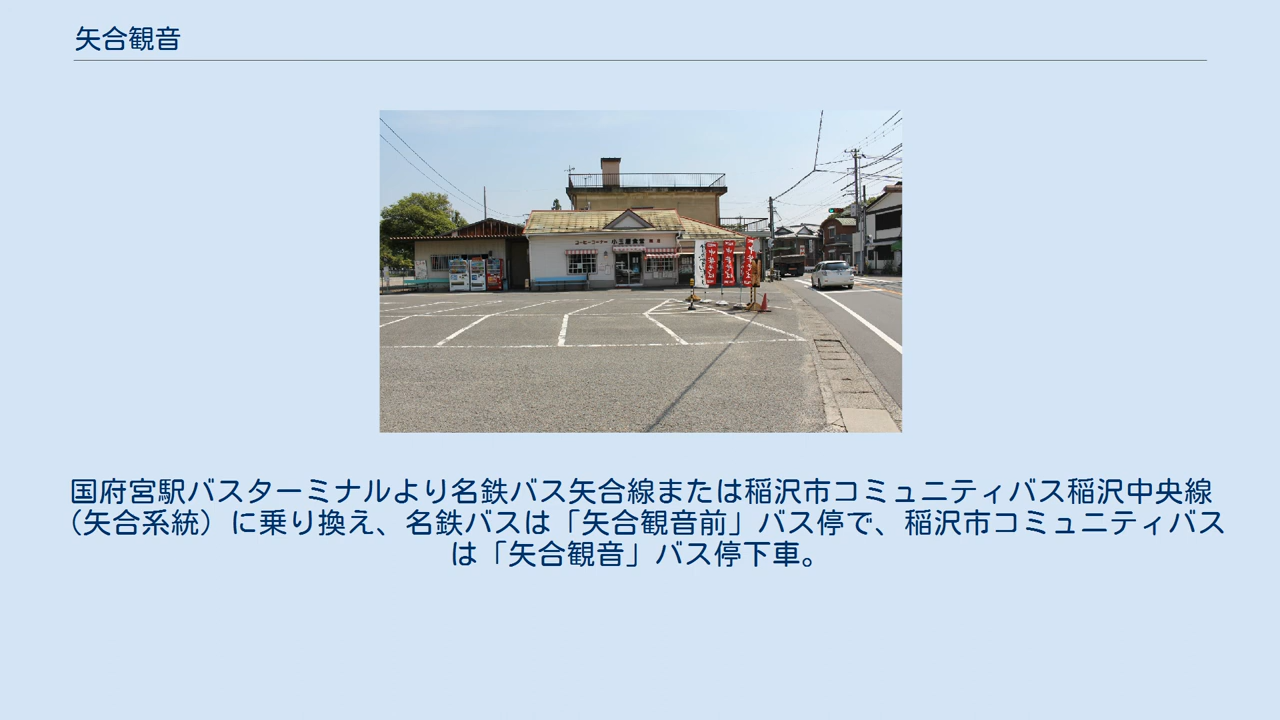 矢合観音
国府宮駅バスターミナルより名鉄バス矢合線または稲沢市コミュニティバス稲沢中央線
（矢合系統）に乗り換え、名鉄バスは「矢合観音前」バス停で、稲沢市コミュニティバス
は「矢合観音」バス停下車。